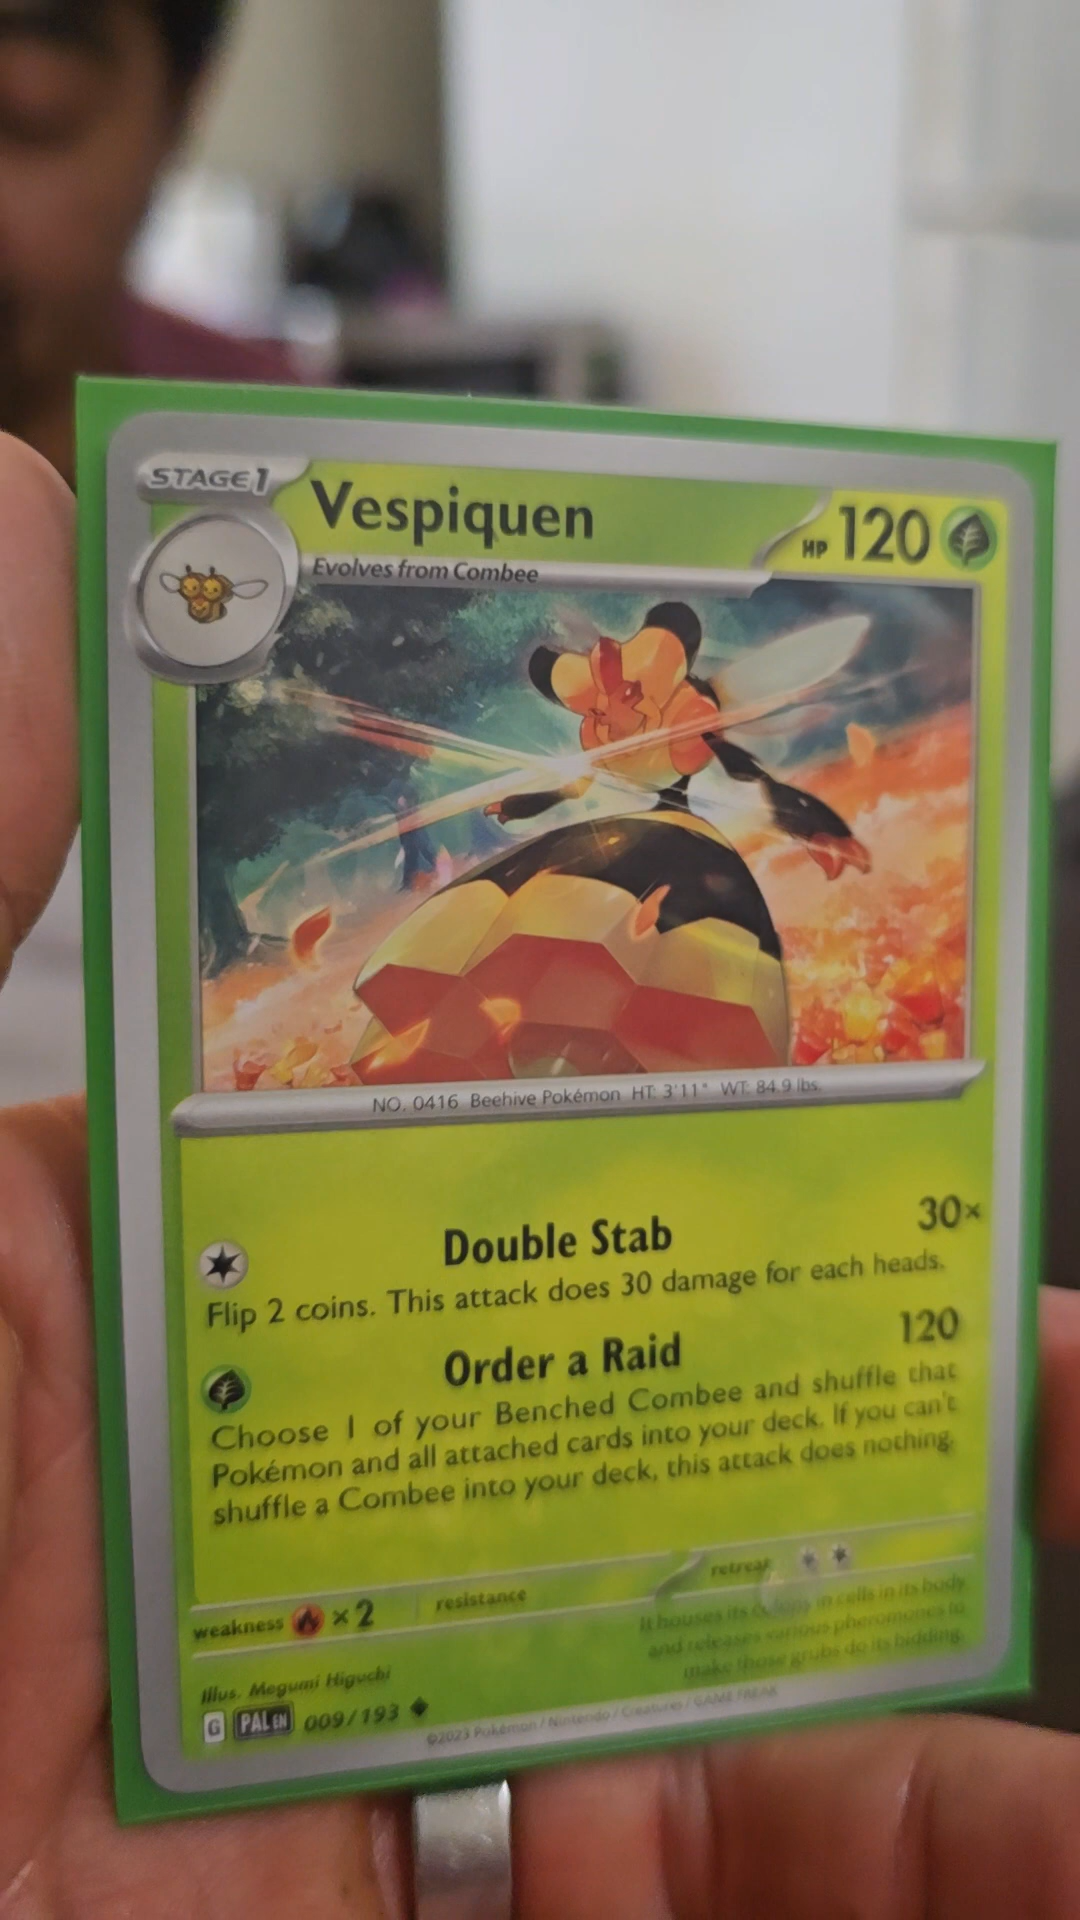 STAGE1
Vespiquen
HP 120
Evolves from Combee
NO. 0416 Beehive Pokémon HT: 3'11" WT: 84.9 lbs.
Double Stab 30×
Flip 2 coins. This attack does 30 damage for each heads.
Order a Raid 120
Choose 1 of your Benched Combee and shuffle that
Pokémon and all attached cards into your deck. If you can't
shuffle a Combee into your deck, this attack does nothing.
weakness ×2 resistance retreat
It houses its colony in cells in its body
and releases various pheromones to
make those grubs do its bidding.
Illus. Megumi Higuchi
G PAL EN 009/193
©2023 Pokémon / Nintendo / Creatures / GAME FREAK